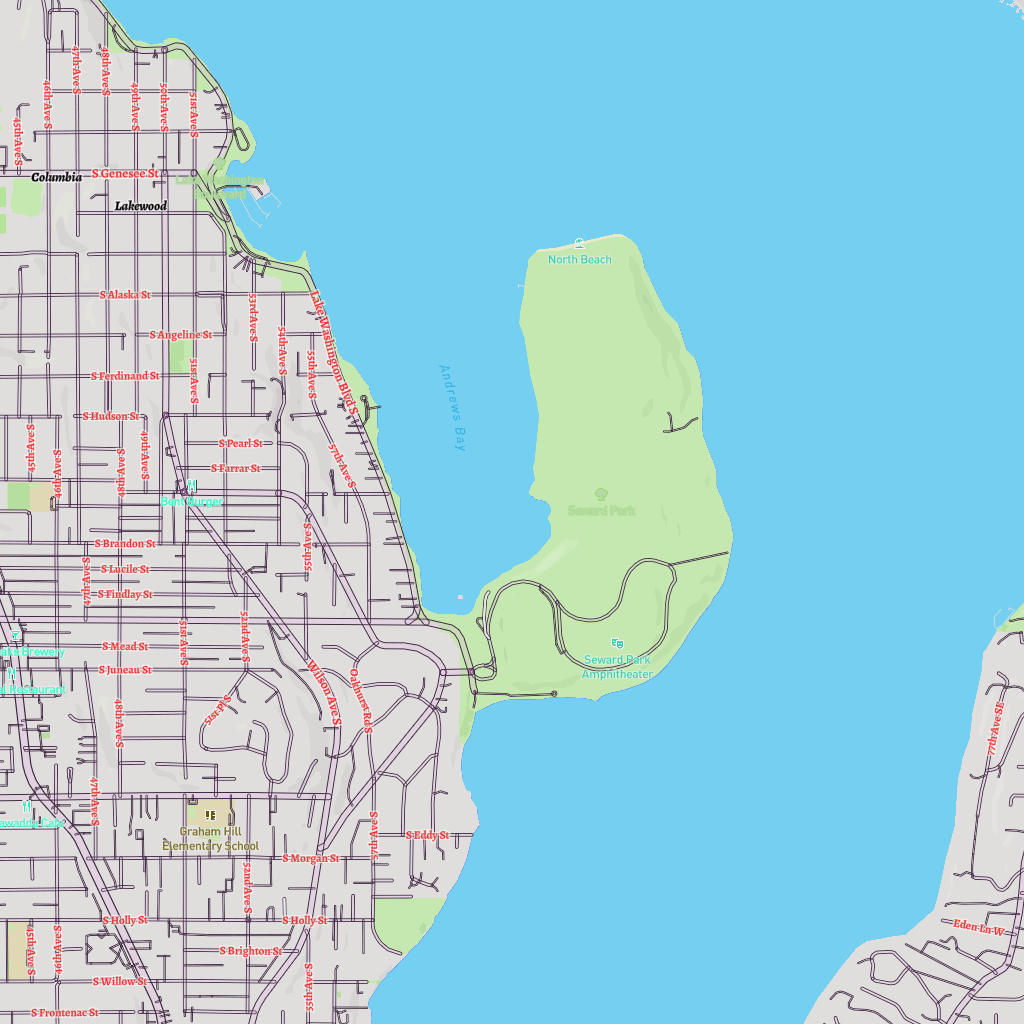 46th Ave S
47th Ave S
48th Ave S
49th Ave S
50th Ave S
51st Ave S
45th Ave S
S Genesee St
Columbia
Lakewood
North Beach
S Alaska St
53rd Ave S
Lake Washington Blvd S
S Angeline St
54th Ave S
55th Ave S
S Ferdinand St
51st Ave S
Andrews Bay
S Hudson St
45th Ave S
46th Ave S
48th Ave S
49th Ave S
S Pearl St
57th Ave S
S Farrar St
Seward Park
S Brandon St
55th Ave S
S Lucile St
47th Ave S
S Findlay St
51st Ave S
52nd Ave S
S Mead St
Brewery
S Juneau St
Restaurant
Wilson Ave S
Oakhurst Rd S
Seward Park
Ampnitheater
51st Pl S
48th Ave S
77th Ave SE
47th Ave S
Graham Hill
Elementary School
S Eddy St
57th Ave S
S Morgan St
52nd Ave S
S Holly St
S Holly St
Eden Ln W
45th Ave S
46th Ave S
S Brighton St
S Willow St
55th Ave S
S Frontenac St